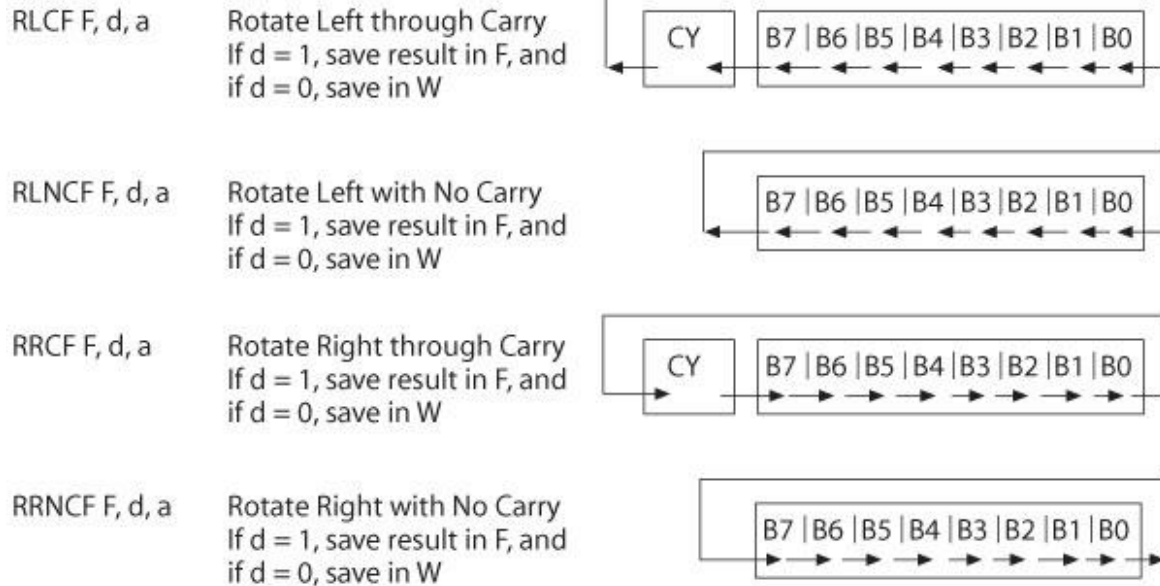 RLCF F, d, a Rotate Left through Carry
If d = 1, save result in F, and
if d = 0, save in W
CY B7 |B6 |B5 |B4 |B3 |B2 |B1 |B0
RLNCF F, d, a Rotate Left with No Carry
If d = 1, save result in F, and
if d = 0, save in W
B7 |B6 |B5 |B4 |B3 |B2 |B1 |B0
RRCF F, d, a Rotate Right through Carry
If d = 1, save result in F, and
if d = 0, save in W
CY B7 |B6 |B5 |B4 |B3 |B2 |B1 |B0
RRNCF F, d, a Rotate Right with No Carry
If d = 1, save result in F, and
if d = 0, save in W
B7 |B6 |B5 |B4 |B3 |B2 |B1 |B0